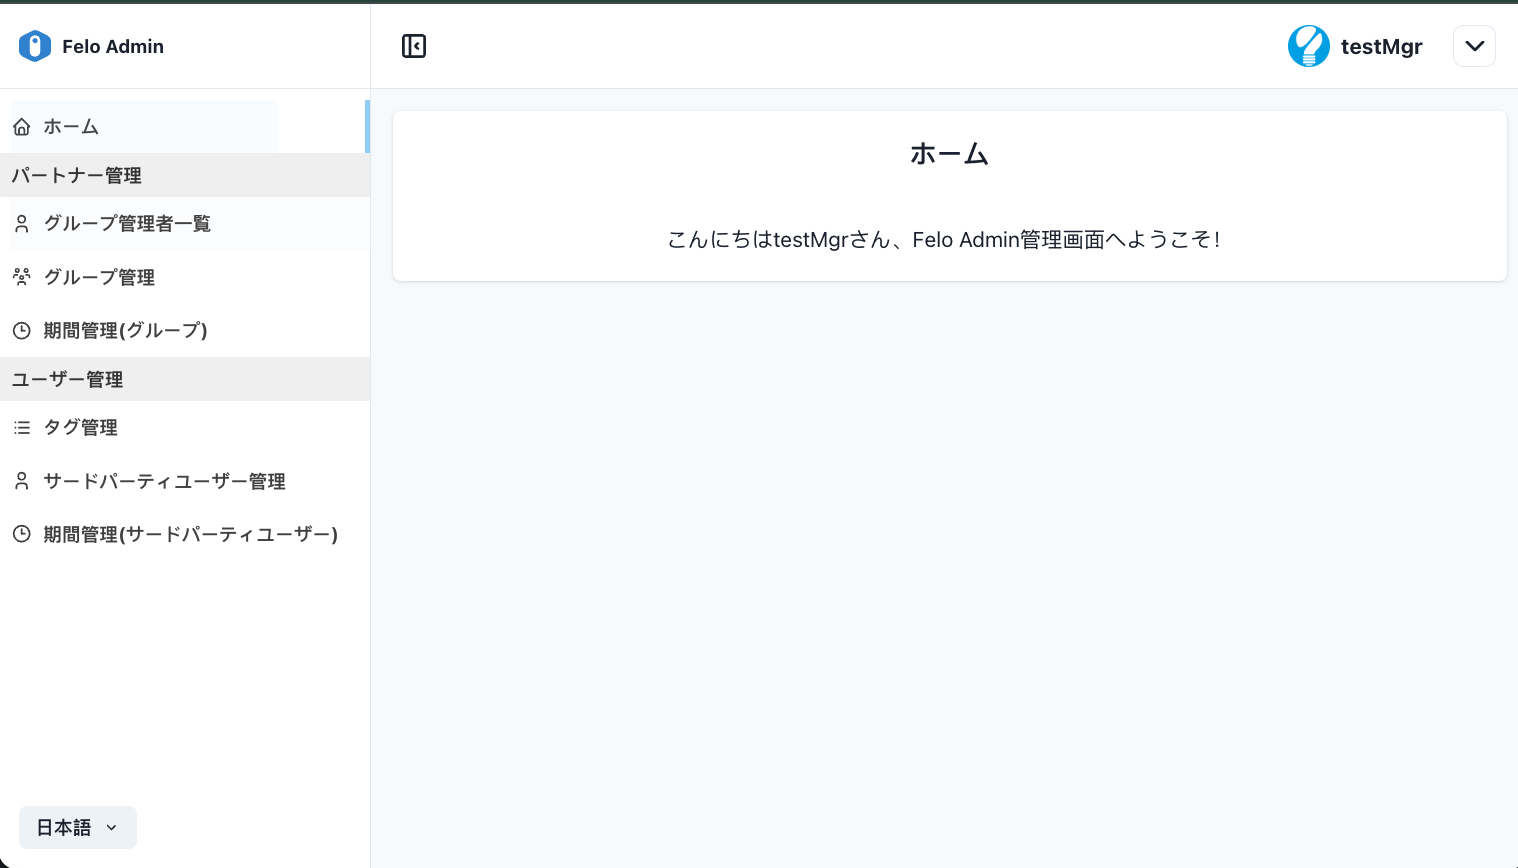 Felo Admin
testMgr
ホーム
パートナー管理
グループ管理者一覧
グループ管理
期間管理(グループ)
ユーザー管理
タグ管理
サードパーティユーザー管理
期間管理(サードパーティユーザー)
日本語
ホーム
こんにちはtestMgrさん、Felo Admin管理画面へようこそ!